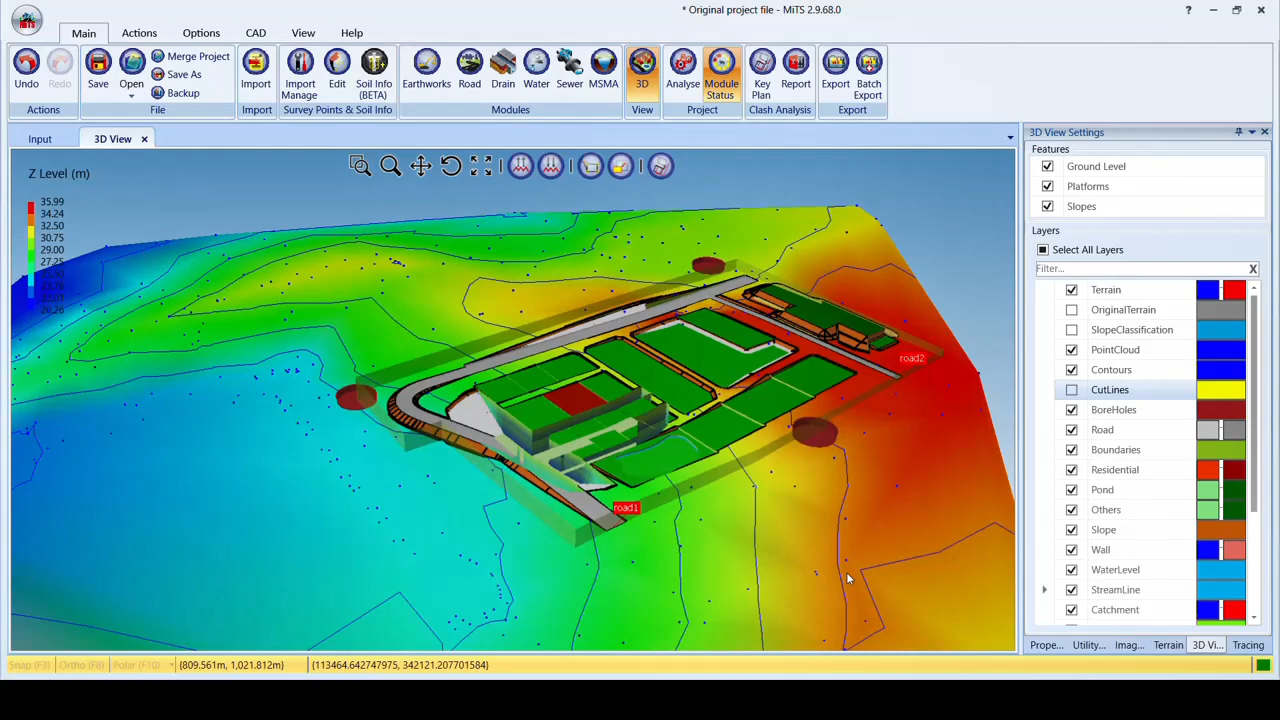 * Original project file - MiTS 2.9.68.0
MiTS
Main Actions Options CAD View Help
Undo Redo Save Open Merge Project Save As Backup Import Import Manage Edit Soil Info (BETA) Earthworks Road Drain Water Sewer MSMA 3D Analyse Module Status Key Plan Report Export Batch Export
Actions File Import Survey Points & Soil Info Modules View Project Clash Analysis Export
Input 3D View
3D View Settings
Features
Ground Level
Platforms
Slopes
Layers
Select All Layers
Filter... X
Terrain
OriginalTerrain
SlopeClassification
PointCloud
Contours
CutLines
BoreHoles
Road
Boundaries
Residential
Pond
Others
Slope
Wall
WaterLevel
StreamLine
Catchment
Prope... Utility... Imag... Terrain 3D Vi... Tracing
Z Level (m)
35.99
34.24
32.50
30.75
29.00
27.25
20.26
road2
road1
Snap (F3) Ortho (F8) Polar (F10) (809.561m, 1,021.812m) (113464.642747975, 342121.207701584)